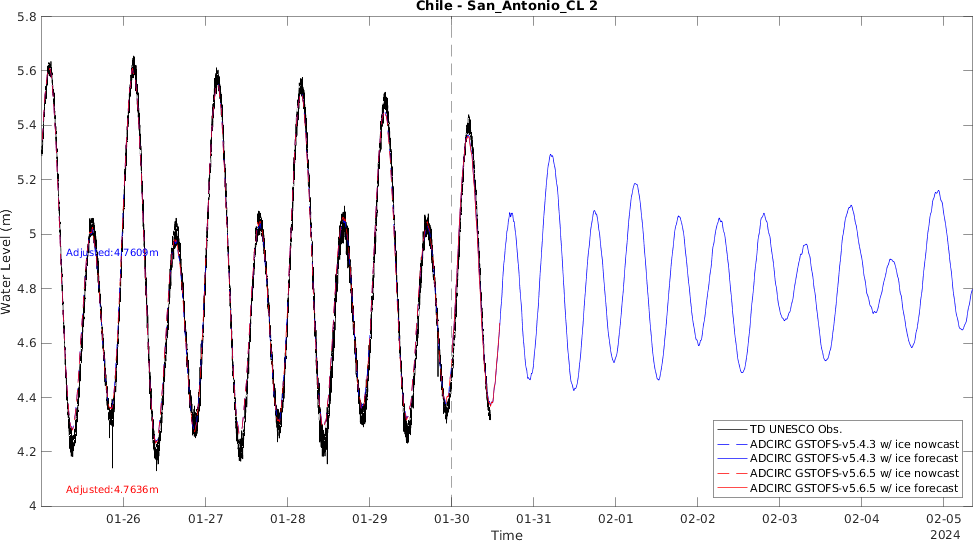 Chile - San_Antonio_CL 2
Water Level (m)
5.8
5.6
5.4
5.2
5
4.8
4.6
4.4
4.2
4
Adjusted:4.7609m
Adjusted:4.7636m
TD UNESCO Obs.
ADCIRC GSTOFS-v5.4.3 w/ ice nowcast
ADCIRC GSTOFS-v5.4.3 w/ ice forecast
ADCIRC GSTOFS-v5.6.5 w/ ice nowcast
ADCIRC GSTOFS-v5.6.5 w/ ice forecast
01-26 01-27 01-28 01-29 01-30 01-31 02-01 02-02 02-03 02-04 02-05
2024
Time